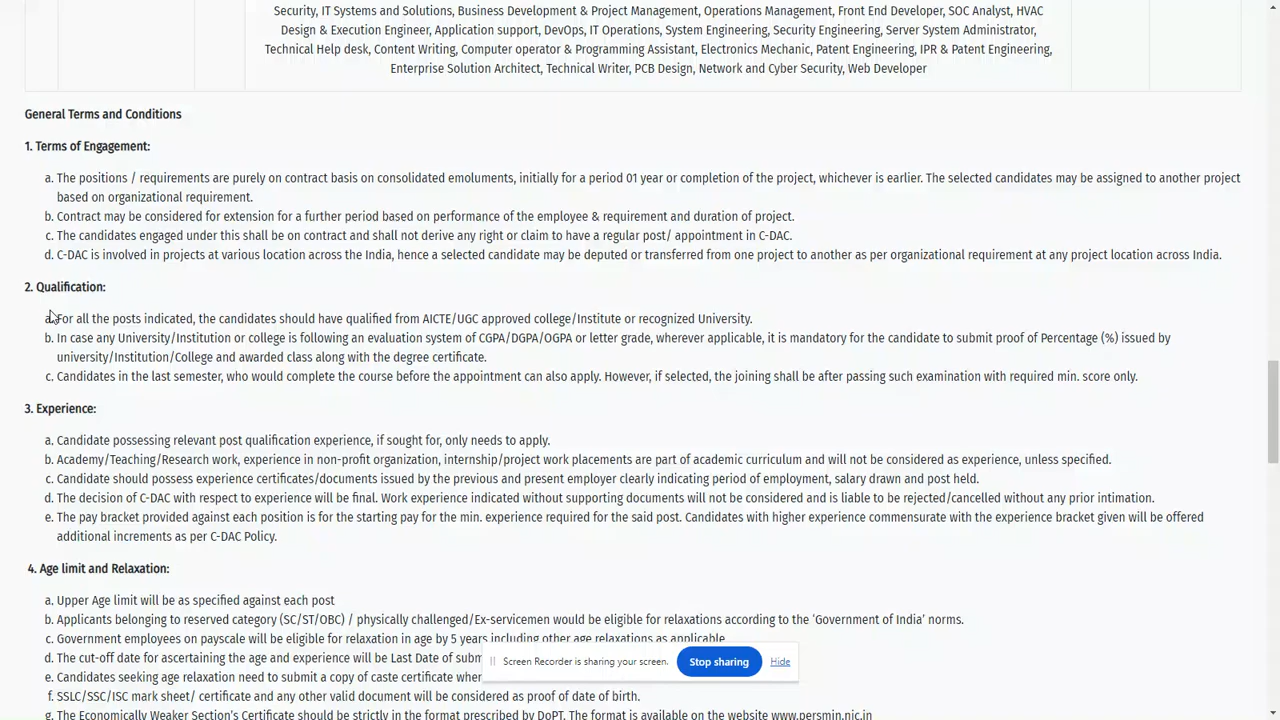 Security, IT Systems and Solutions, Business Development & Project Management, Operations Management, Front End Developer, SOC Analyst, HVAC
Design & Execution Engineer, Application support, DevOps, IT Operations, System Engineering, Security Engineering, Server System Administrator,
Technical Help desk, Content Writing, Computer operator & Programming Assistant, Electronics Mechanic, Patent Engineering, IPR & Patent Engineering,
Enterprise Solution Architect, Technical Writer, PCB Design, Network and Cyber Security, Web Developer
General Terms and Conditions
1. Terms of Engagement:
a. The positions / requirements are purely on contract basis on consolidated emoluments, initially for a period 01 year or completion of the project, whichever is earlier. The selected candidates may be assigned to another project
based on organizational requirement.
b. Contract may be considered for extension for a further period based on performance of the employee & requirement and duration of project.
c. The candidates engaged under this shall be on contract and shall not derive any right or claim to have a regular post/ appointment in C-DAC.
d. C-DAC is involved in projects at various location across the India, hence a selected candidate may be deputed or transferred from one project to another as per organizational requirement at any project location across India.
2. Qualification:
a. For all the posts indicated, the candidates should have qualified from AICTE/UGC approved college/Institute or recognized University.
b. In case any University/Institution or college is following an evaluation system of CGPA/DGPA/OGPA or letter grade, wherever applicable, it is mandatory for the candidate to submit proof of Percentage (%) issued by
university/Institution/College and awarded class along with the degree certificate.
c. Candidates in the last semester, who would complete the course before the appointment can also apply. However, if selected, the joining shall be after passing such examination with required min. score only.
3. Experience:
a. Candidate possessing relevant post qualification experience, if sought for, only needs to apply.
b. Academy/Teaching/Research work, experience in non-profit organization, internship/project work placements are part of academic curriculum and will not be considered as experience, unless specified.
c. Candidate should possess experience certificates/documents issued by the previous and present employer clearly indicating period of employment, salary drawn and post held.
d. The decision of C-DAC with respect to experience will be final. Work experience indicated without supporting documents will not be considered and is liable to be rejected/cancelled without any prior intimation.
e. The pay bracket provided against each position is for the starting pay for the min. experience required for the said post. Candidates with higher experience commensurate with the experience bracket given will be offered
additional increments as per C-DAC Policy.
4. Age limit and Relaxation:
a. Upper Age limit will be as specified against each post
b. Applicants belonging to reserved category (SC/ST/OBC) / physically challenged/Ex-servicemen would be eligible for relaxations according to the ‘Government of India’ norms.
c. Government employees on payscale will be eligible for relaxation in age by 5 years including other age relaxations as applicable
d. The cut-off date for ascertaining the age and experience will be Last Date of subm
e. Candidates seeking age relaxation need to submit a copy of caste certificate wher
Screen Recorder is sharing your screen. Stop sharing Hide
f. SSLC/SSC/ISC mark sheet/ certificate and any other valid document will be considered as proof of date of birth.
g. The Economically Weaker Section's Certificate should be strictly in the format prescribed by DoPT. The format is available on the website www.persmin.nic.in